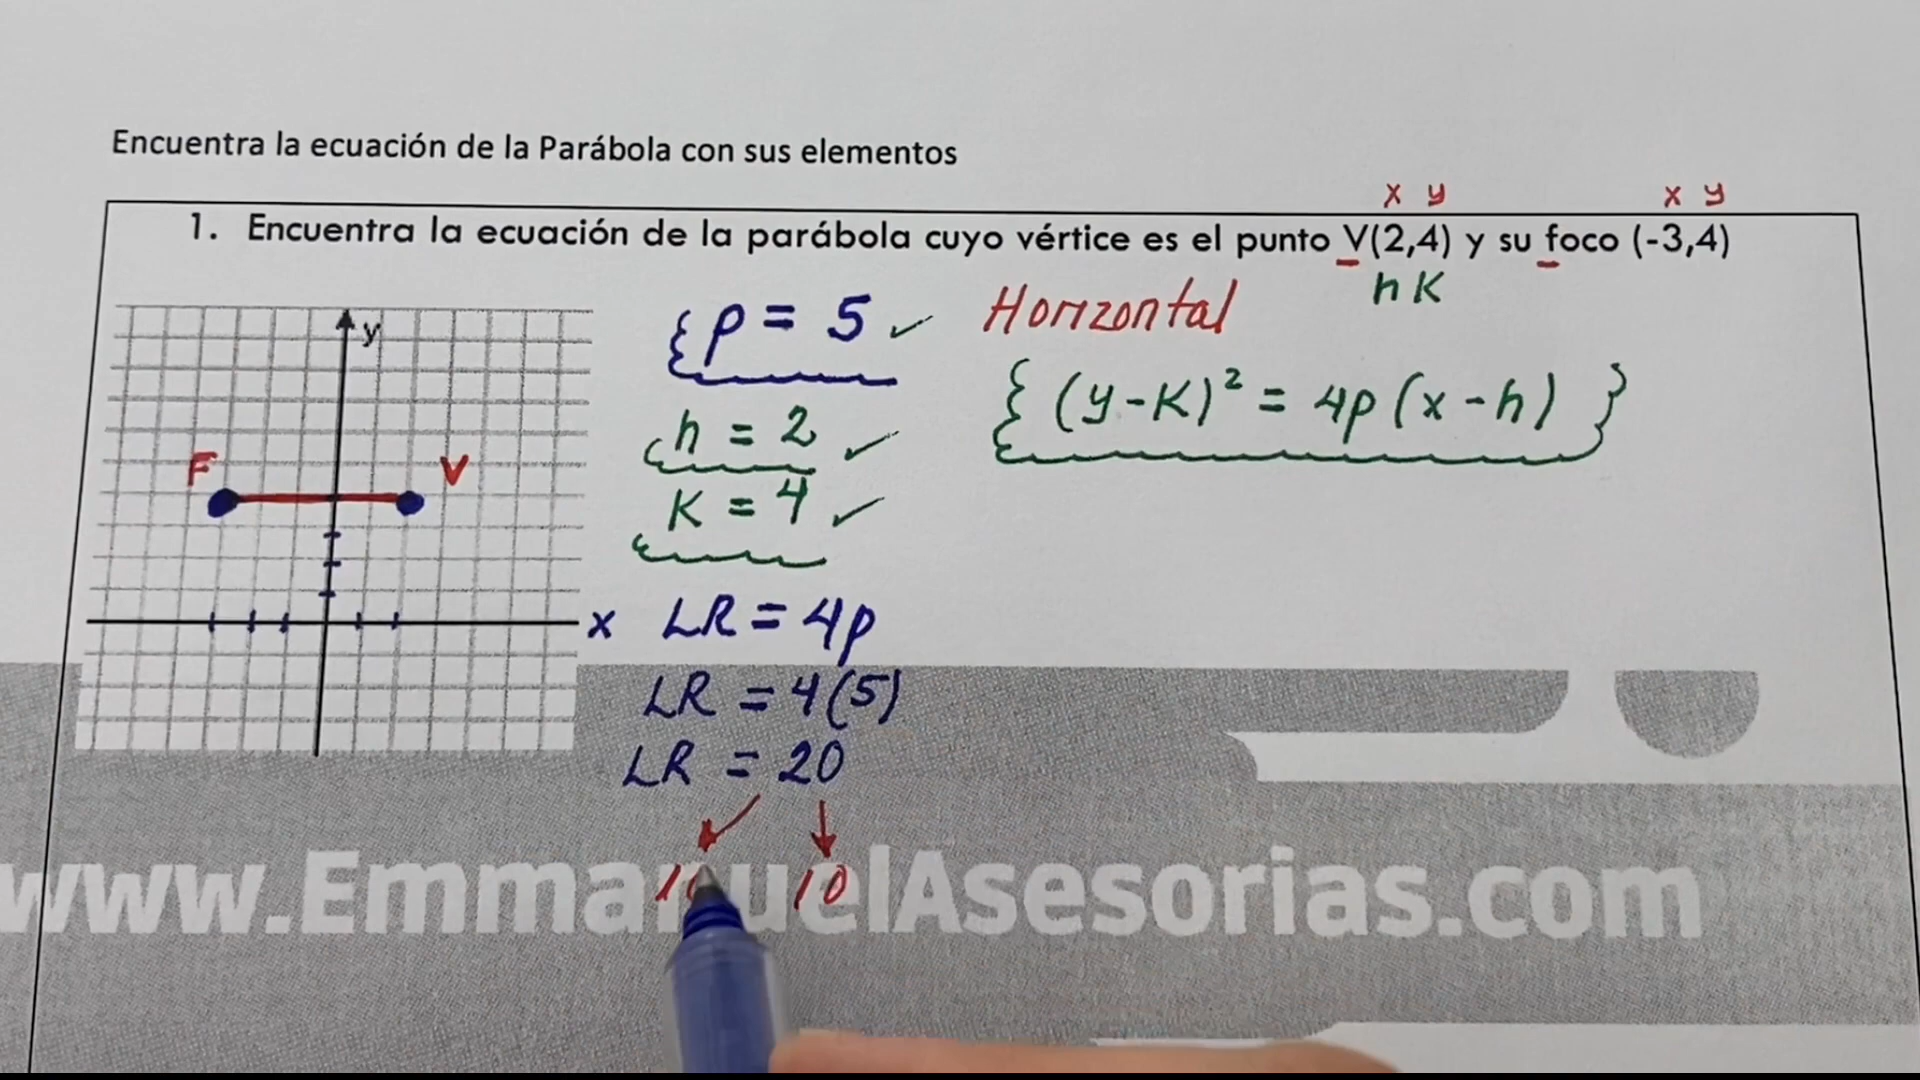 Encuentra la ecuación de la Parábola con sus elementos
x y x y
1. Encuentra la ecuación de la parábola cuyo vértice es el punto V(2,4) y su foco (-3,4)
h K
y
F V
x
{p = 5 ✓
h = 2 ✓
K = 4 ✓
LR = 4p
LR = 4(5)
LR = 20
10 10
Horizontal
{(y-K)² = 4p(x-h)}
www.EmmanuelAsesorias.com